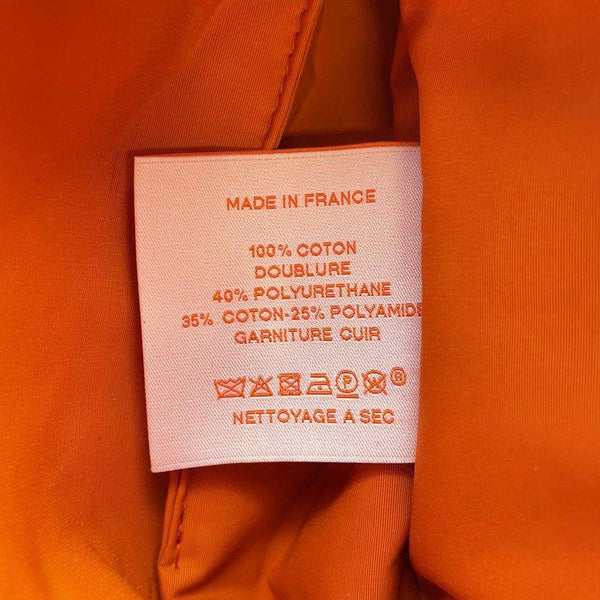 MADE IN FRANCE
100% COTON
DOUBLURE
40% POLYURETHANE
35% COTON-25% POLYAMIDE
GARNITURE CUIR
P W ®
NETTOYAGE A SEC